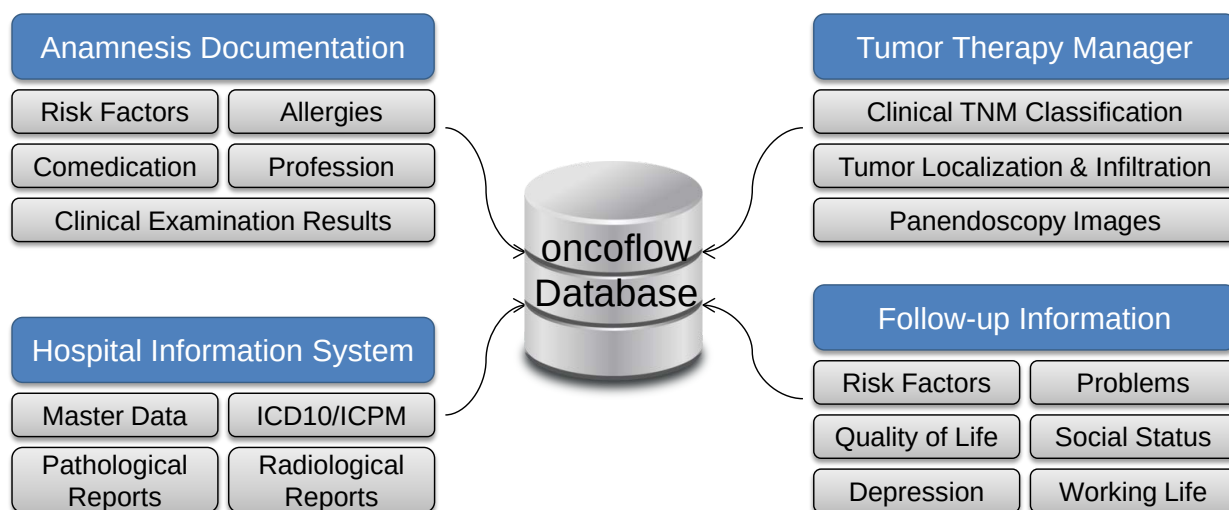 Anamnesis Documentation
Risk Factors
Allergies
Comedication
Profession
Clinical Examination Results
Hospital Information System
Master Data
ICD10/ICPM
Pathological
Reports
Radiological
Reports
oncoflow
Database
Tumor Therapy Manager
Clinical TNM Classification
Tumor Localization & Infiltration
Panendoscopy Images
Follow-up Information
Risk Factors
Problems
Quality of Life
Social Status
Depression
Working Life